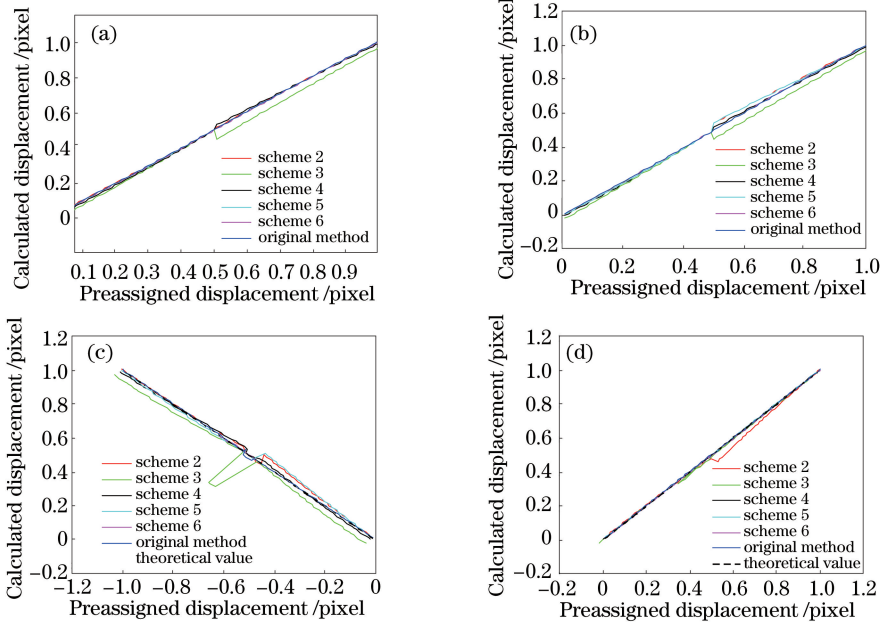 (a)
Calculated displacement /pixel
1.0
0.8
0.6
0.4
0.2
0
scheme 2
scheme 3
scheme 4
scheme 5
scheme 6
original method
0.1 0.2 0.3 0.4 0.5 0.6 0.7 0.8 0.9
Preassigned displacement /pixel
(b)
Calculated displacement /pixel
1.2
1.0
0.8
0.6
0.4
0.2
0
−0.2
scheme 2
scheme 3
scheme 4
scheme 5
scheme 6
original method
0 0.2 0.4 0.6 0.8 1.0
Preassigned displacement /pixel
(c)
Calculated displacement /pixel
1.2
1.0
0.8
0.6
0.4
0.2
0
−0.2
scheme 2
scheme 3
scheme 4
scheme 5
scheme 6
original method
theoretical value
−1.2 −1.0 −0.8 −0.6 −0.4 −0.2 0
Preassigned displacement /pixel
(d)
Calculated displacement /pixel
1.2
1.0
0.8
0.6
0.4
0.2
0
−0.2
scheme 2
scheme 3
scheme 4
scheme 5
scheme 6
original method
theoretical value
−0.2 0 0.2 0.4 0.6 0.8 1.0 1.2
Preassigned displacement /pixel